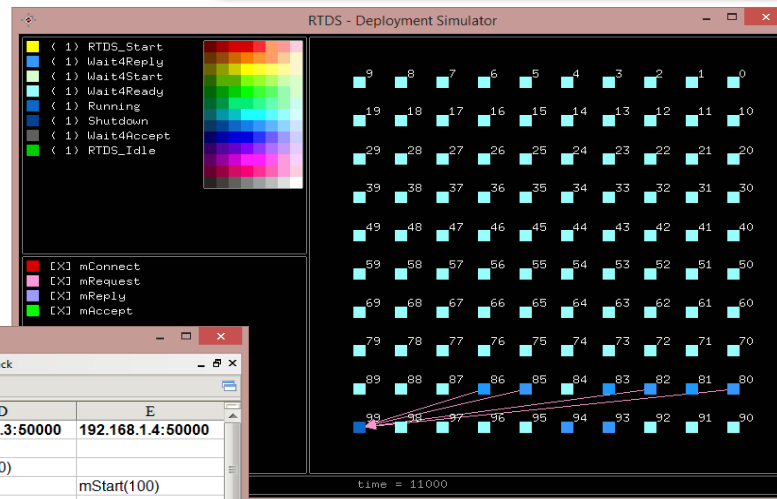 RTDS - Deployment Simulator
( 1) RTDS_Start
( 1) Wait4Reply
( 1) Wait4Start
( 1) Wait4Ready
( 1) Running
( 1) Shutdown
( 1) Wait4Accept
( 1) RTDS_Idle
[X] mConnect
[X] mRequest
[X] mReply
[X] mAccept
9 8 7 6 5 4 3 2 1 0
19 18 17 16 15 14 13 12 11 10
29 28 27 26 25 24 23 22 21 20
39 38 37 36 35 34 33 32 31 30
49 48 47 46 45 44 43 42 41 40
59 58 57 56 55 54 53 52 51 50
69 68 67 66 65 64 63 62 61 60
79 78 77 76 75 74 73 72 71 70
89 88 87 86 85 84 83 82 81 80
99 98 97 96 95 94 93 92 91 90
time = 11000
ck
D E
.3:50000 192.168.1.4:50000
0)
mStart(100)